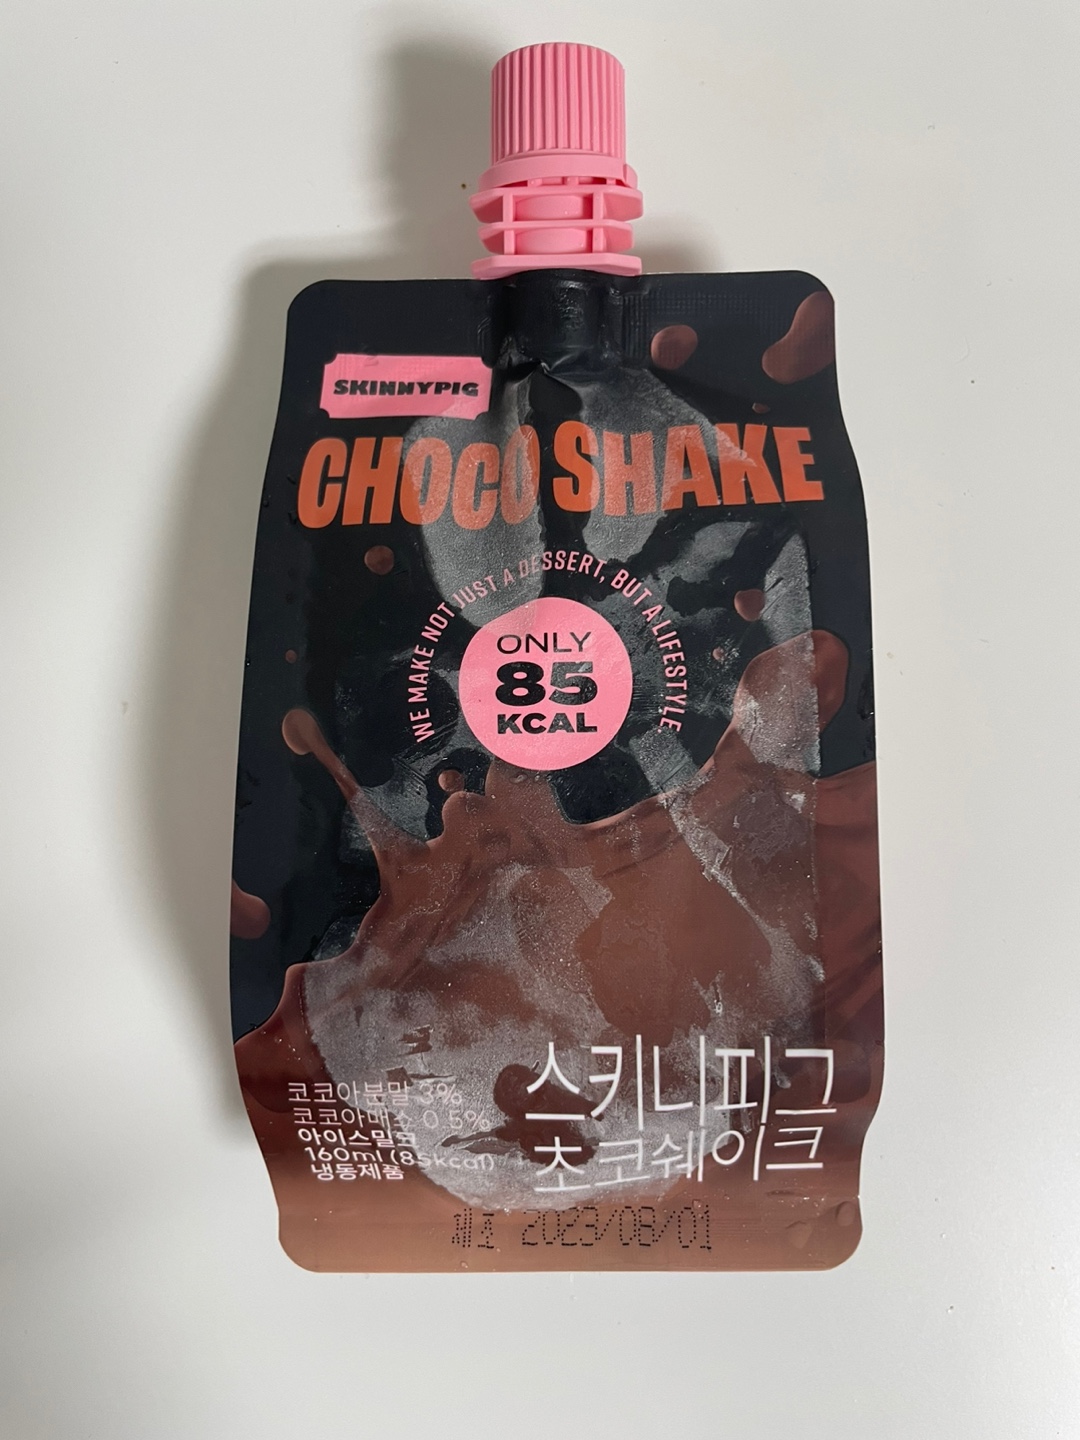 SKINNYPIG
CHOCO SHAKE
WE MAKE NOT JUST A DESSERT, BUT A LIFESTYLE
ONLY
85
KCAL
코코아분말 3%
코코아매스 0.5%
아이스밀크
160ml (85kcal)
냉동제품
스키니피그
초코쉐이크
제조 2023/08/01